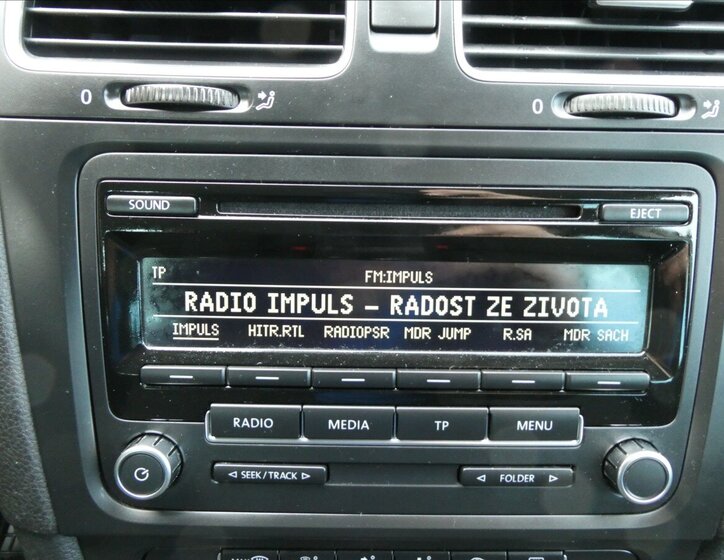 0 0
SOUND EJECT
TP FM:IMPULS
RADIO IMPULS – RADOST ZE ZIVOTA
IMPULS HITR.RTL RADIOPSR MDR JUMP R.SA MDR SACH
RADIO MEDIA TP MENU
SEEK/TRACK FOLDER